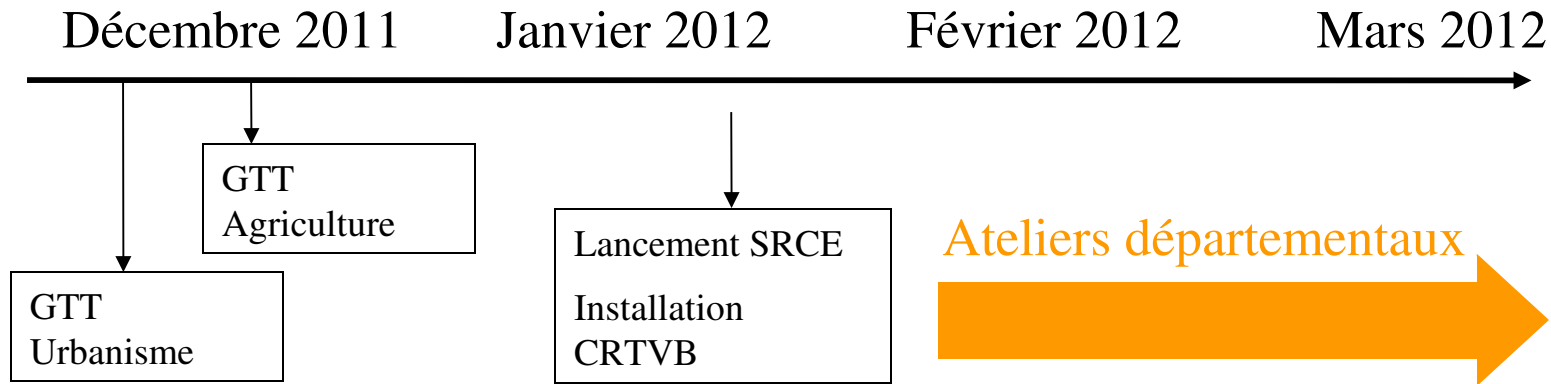 Décembre 2011 Janvier 2012 Février 2012 Mars 2012
GTT
Agriculture
GTT
Urbanisme
Lancement SRCE
Installation
CRTVB
Ateliers départementaux